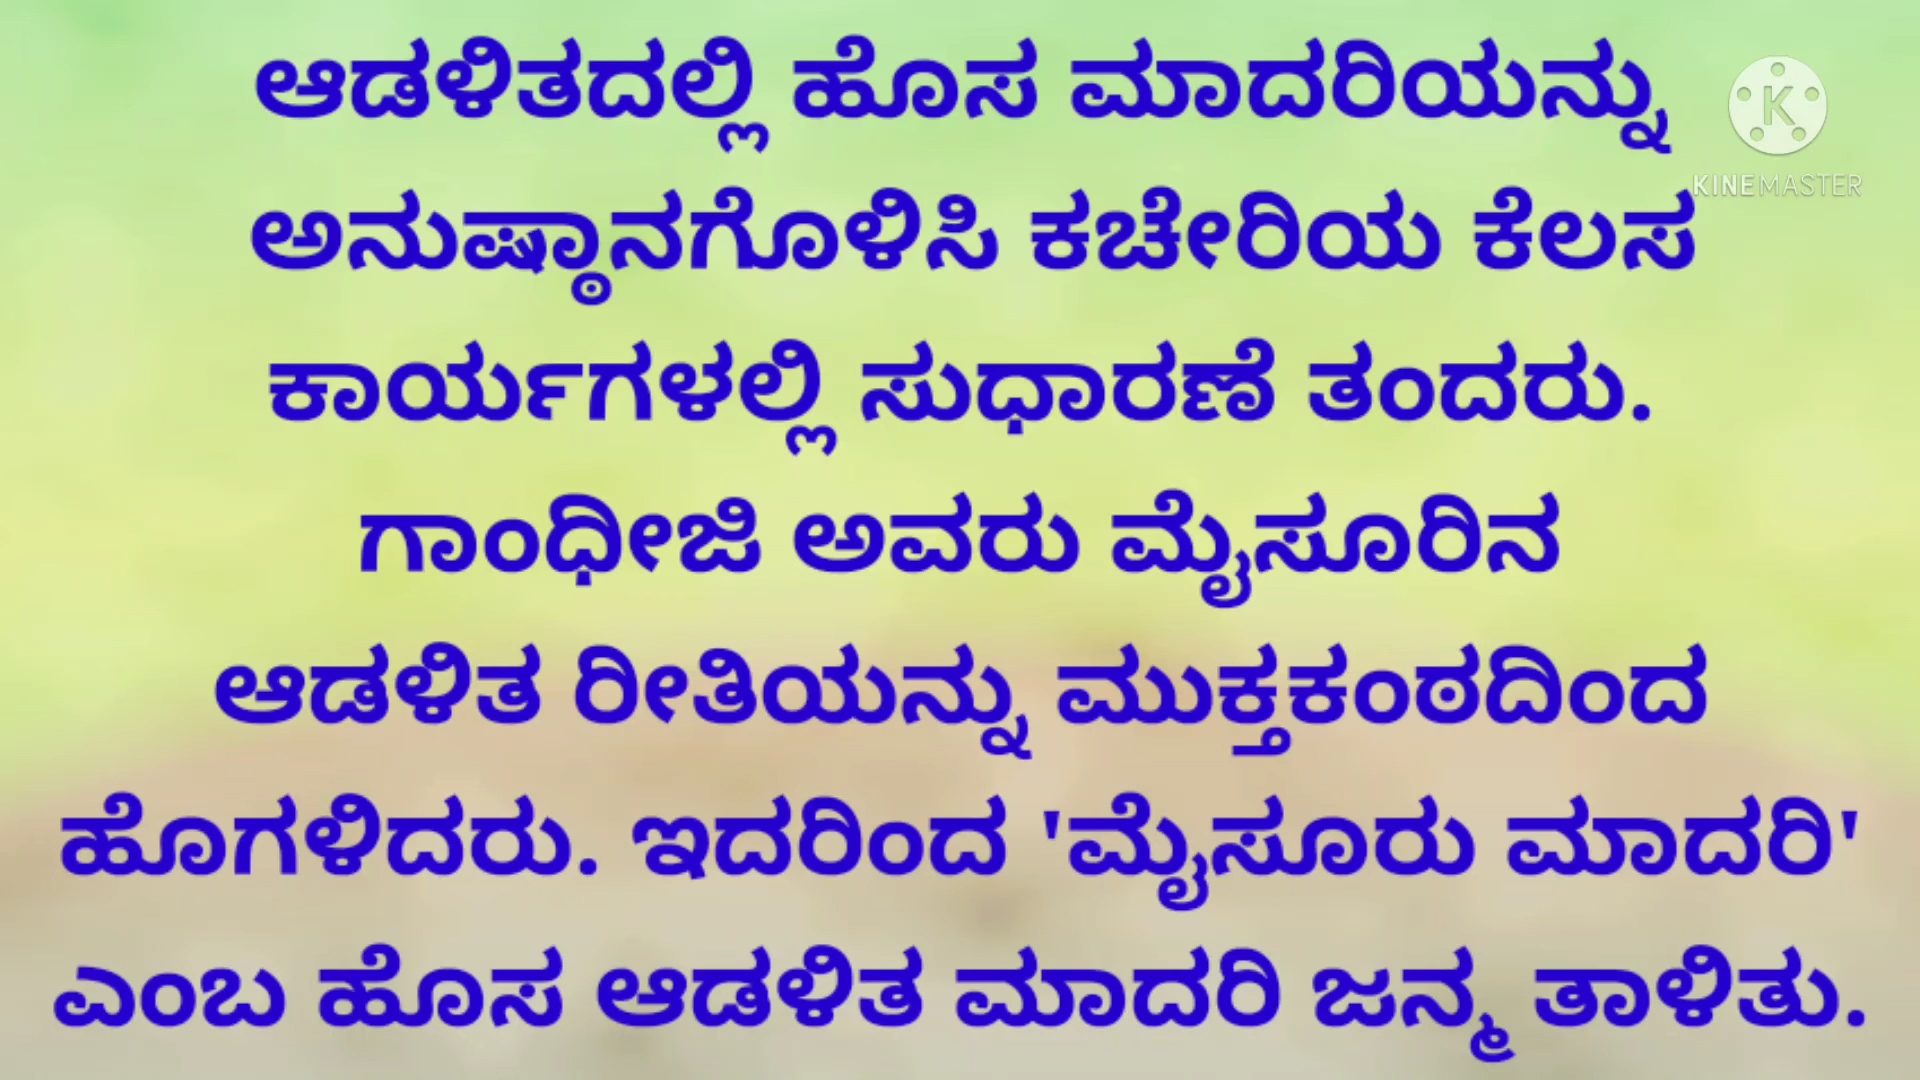 ಆಡಳಿತದಲ್ಲಿ ಹೊಸ ಮಾದರಿಯನ್ನು
ಅನುಷ್ಠಾನಗೊಳಿಸಿ ಕಚೇರಿಯ ಕೆಲಸ
ಕಾರ್ಯಗಳಲ್ಲಿ ಸುಧಾರಣೆ ತಂದರು.
ಗಾಂಧೀಜಿ ಅವರು ಮೈಸೂರಿನ
ಆಡಳಿತ ರೀತಿಯನ್ನು ಮುಕ್ತಕಂಠದಿಂದ
ಹೊಗಳಿದರು. ಇದರಿಂದ 'ಮೈಸೂರು ಮಾದರಿ'
ಎಂಬ ಹೊಸ ಆಡಳಿತ ಮಾದರಿ ಜನ್ಮ ತಾಳಿತು.
K
KINEMASTER